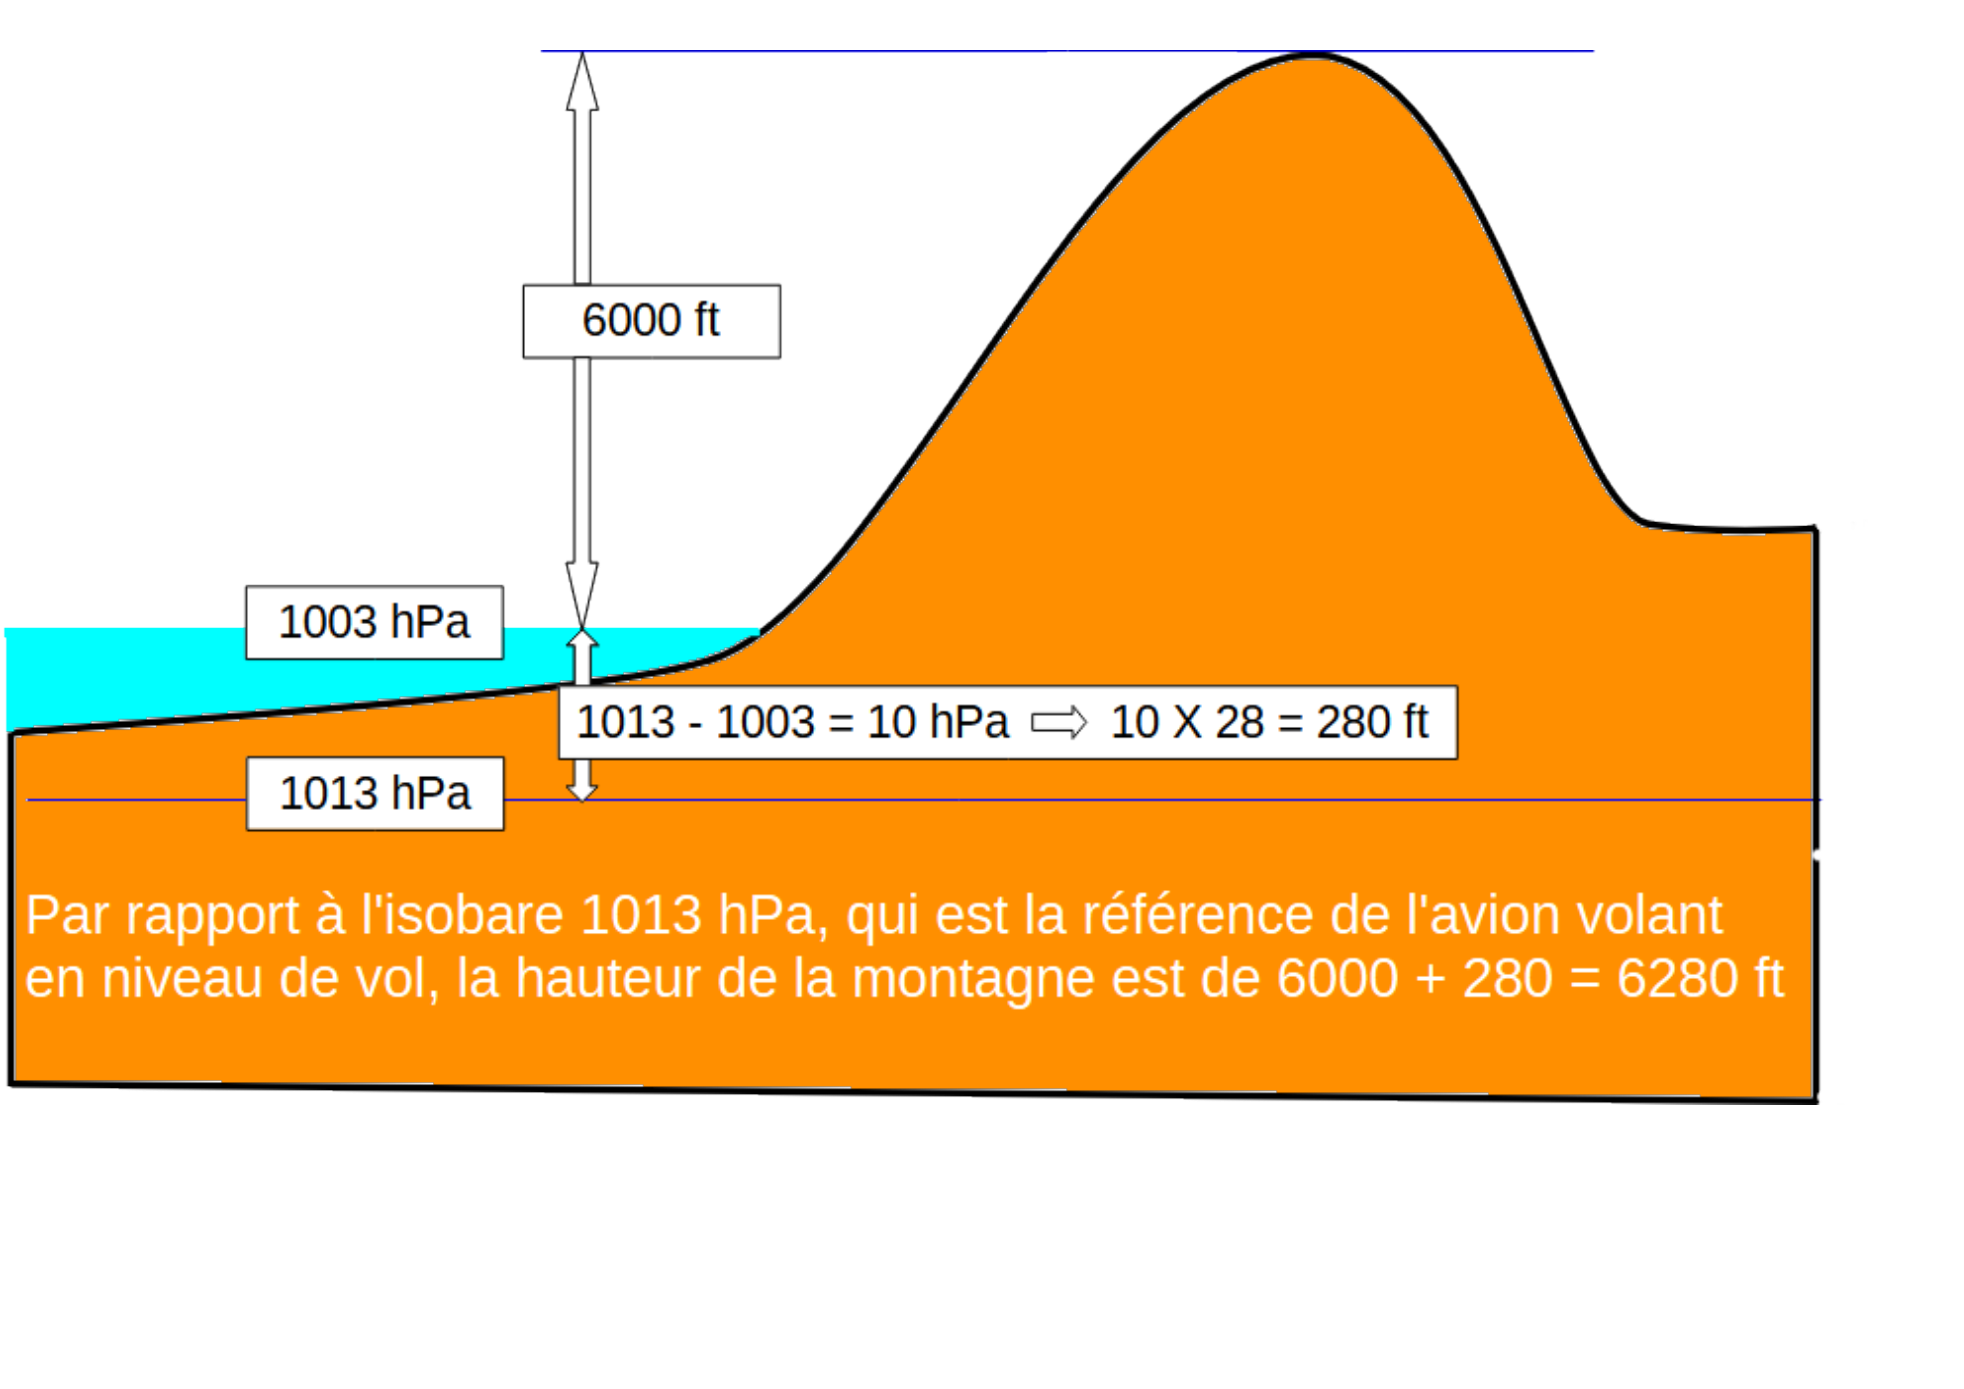 6000 ft
1003 hPa
1013 - 1003 = 10 hPa ⇨ 10 X 28 = 280 ft
1013 hPa
Par rapport à l'isobare 1013 hPa, qui est la référence de l'avion volant
en niveau de vol, la hauteur de la montagne est de 6000 + 280 = 6280 ft